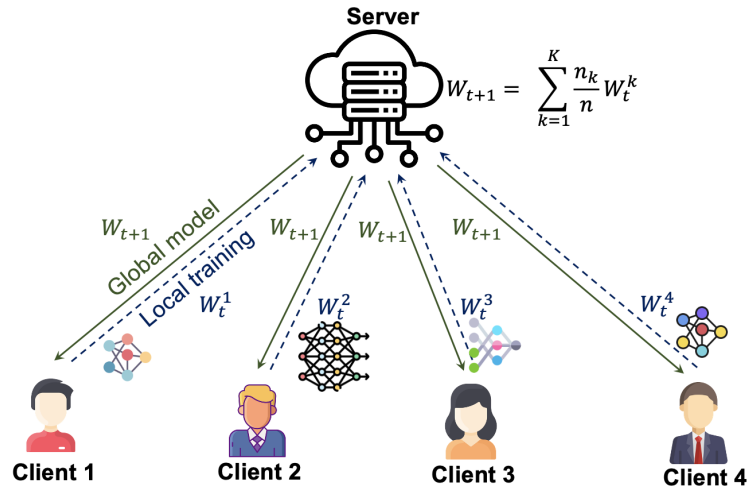 Server
W_{t+1} = \sum_{k=1}^{K} \frac{n_k}{n} W_t^k
W_{t+1}
Global model
Local training
W_t^1
W_{t+1}
W_t^2
W_{t+1}
W_t^3
W_{t+1}
W_t^4
Client 1
Client 2
Client 3
Client 4